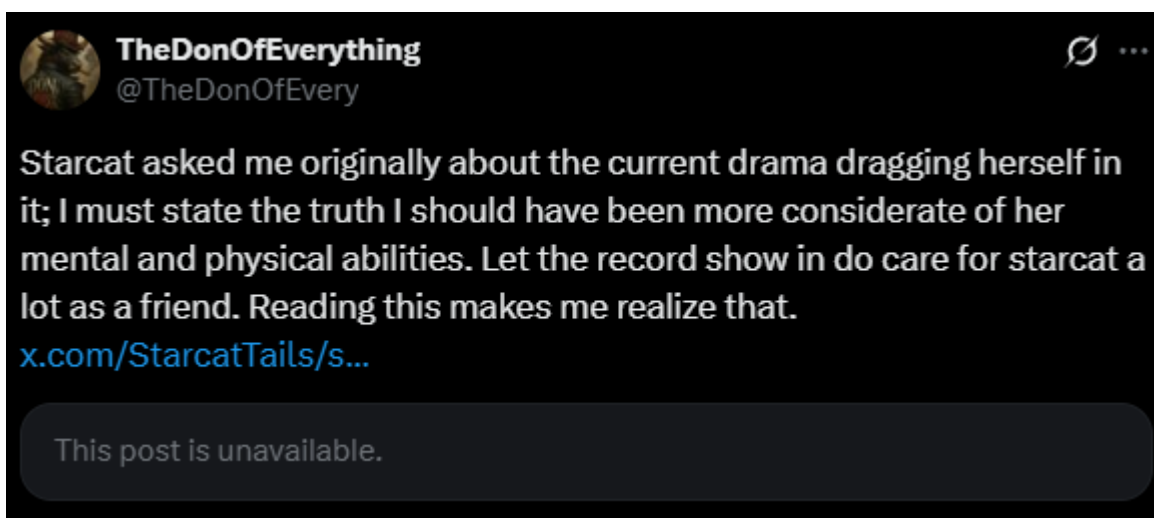 TheDonOfEverything
@TheDonOfEvery
Starcat asked me originally about the current drama dragging herself in
it; I must state the truth I should have been more considerate of her
mental and physical abilities. Let the record show in do care for starcat a
lot as a friend. Reading this makes me realize that.
x.com/StarcatTails/s...
This post is unavailable.